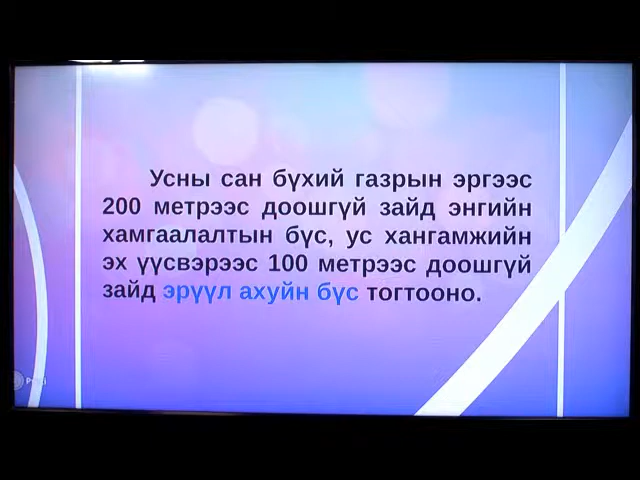 Усны сан бүхий газрын эргээс
200 метрээс доошгүй зайд энгийн
хамгаалалтын бүс, ус хангамжийн
эх үүсвэрээс 100 метрээс доошгүй
зайд эрүүл ахуйн бүс тогтооно.